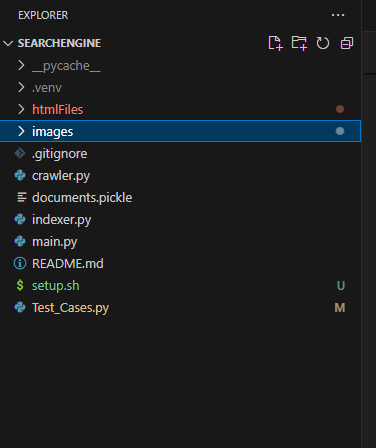 EXPLORER
SEARCHENGINE
__pycache__
.venv
htmlFiles
images
.gitignore
crawler.py
documents.pickle
indexer.py
main.py
README.md
setup.sh U
Test_Cases.py M